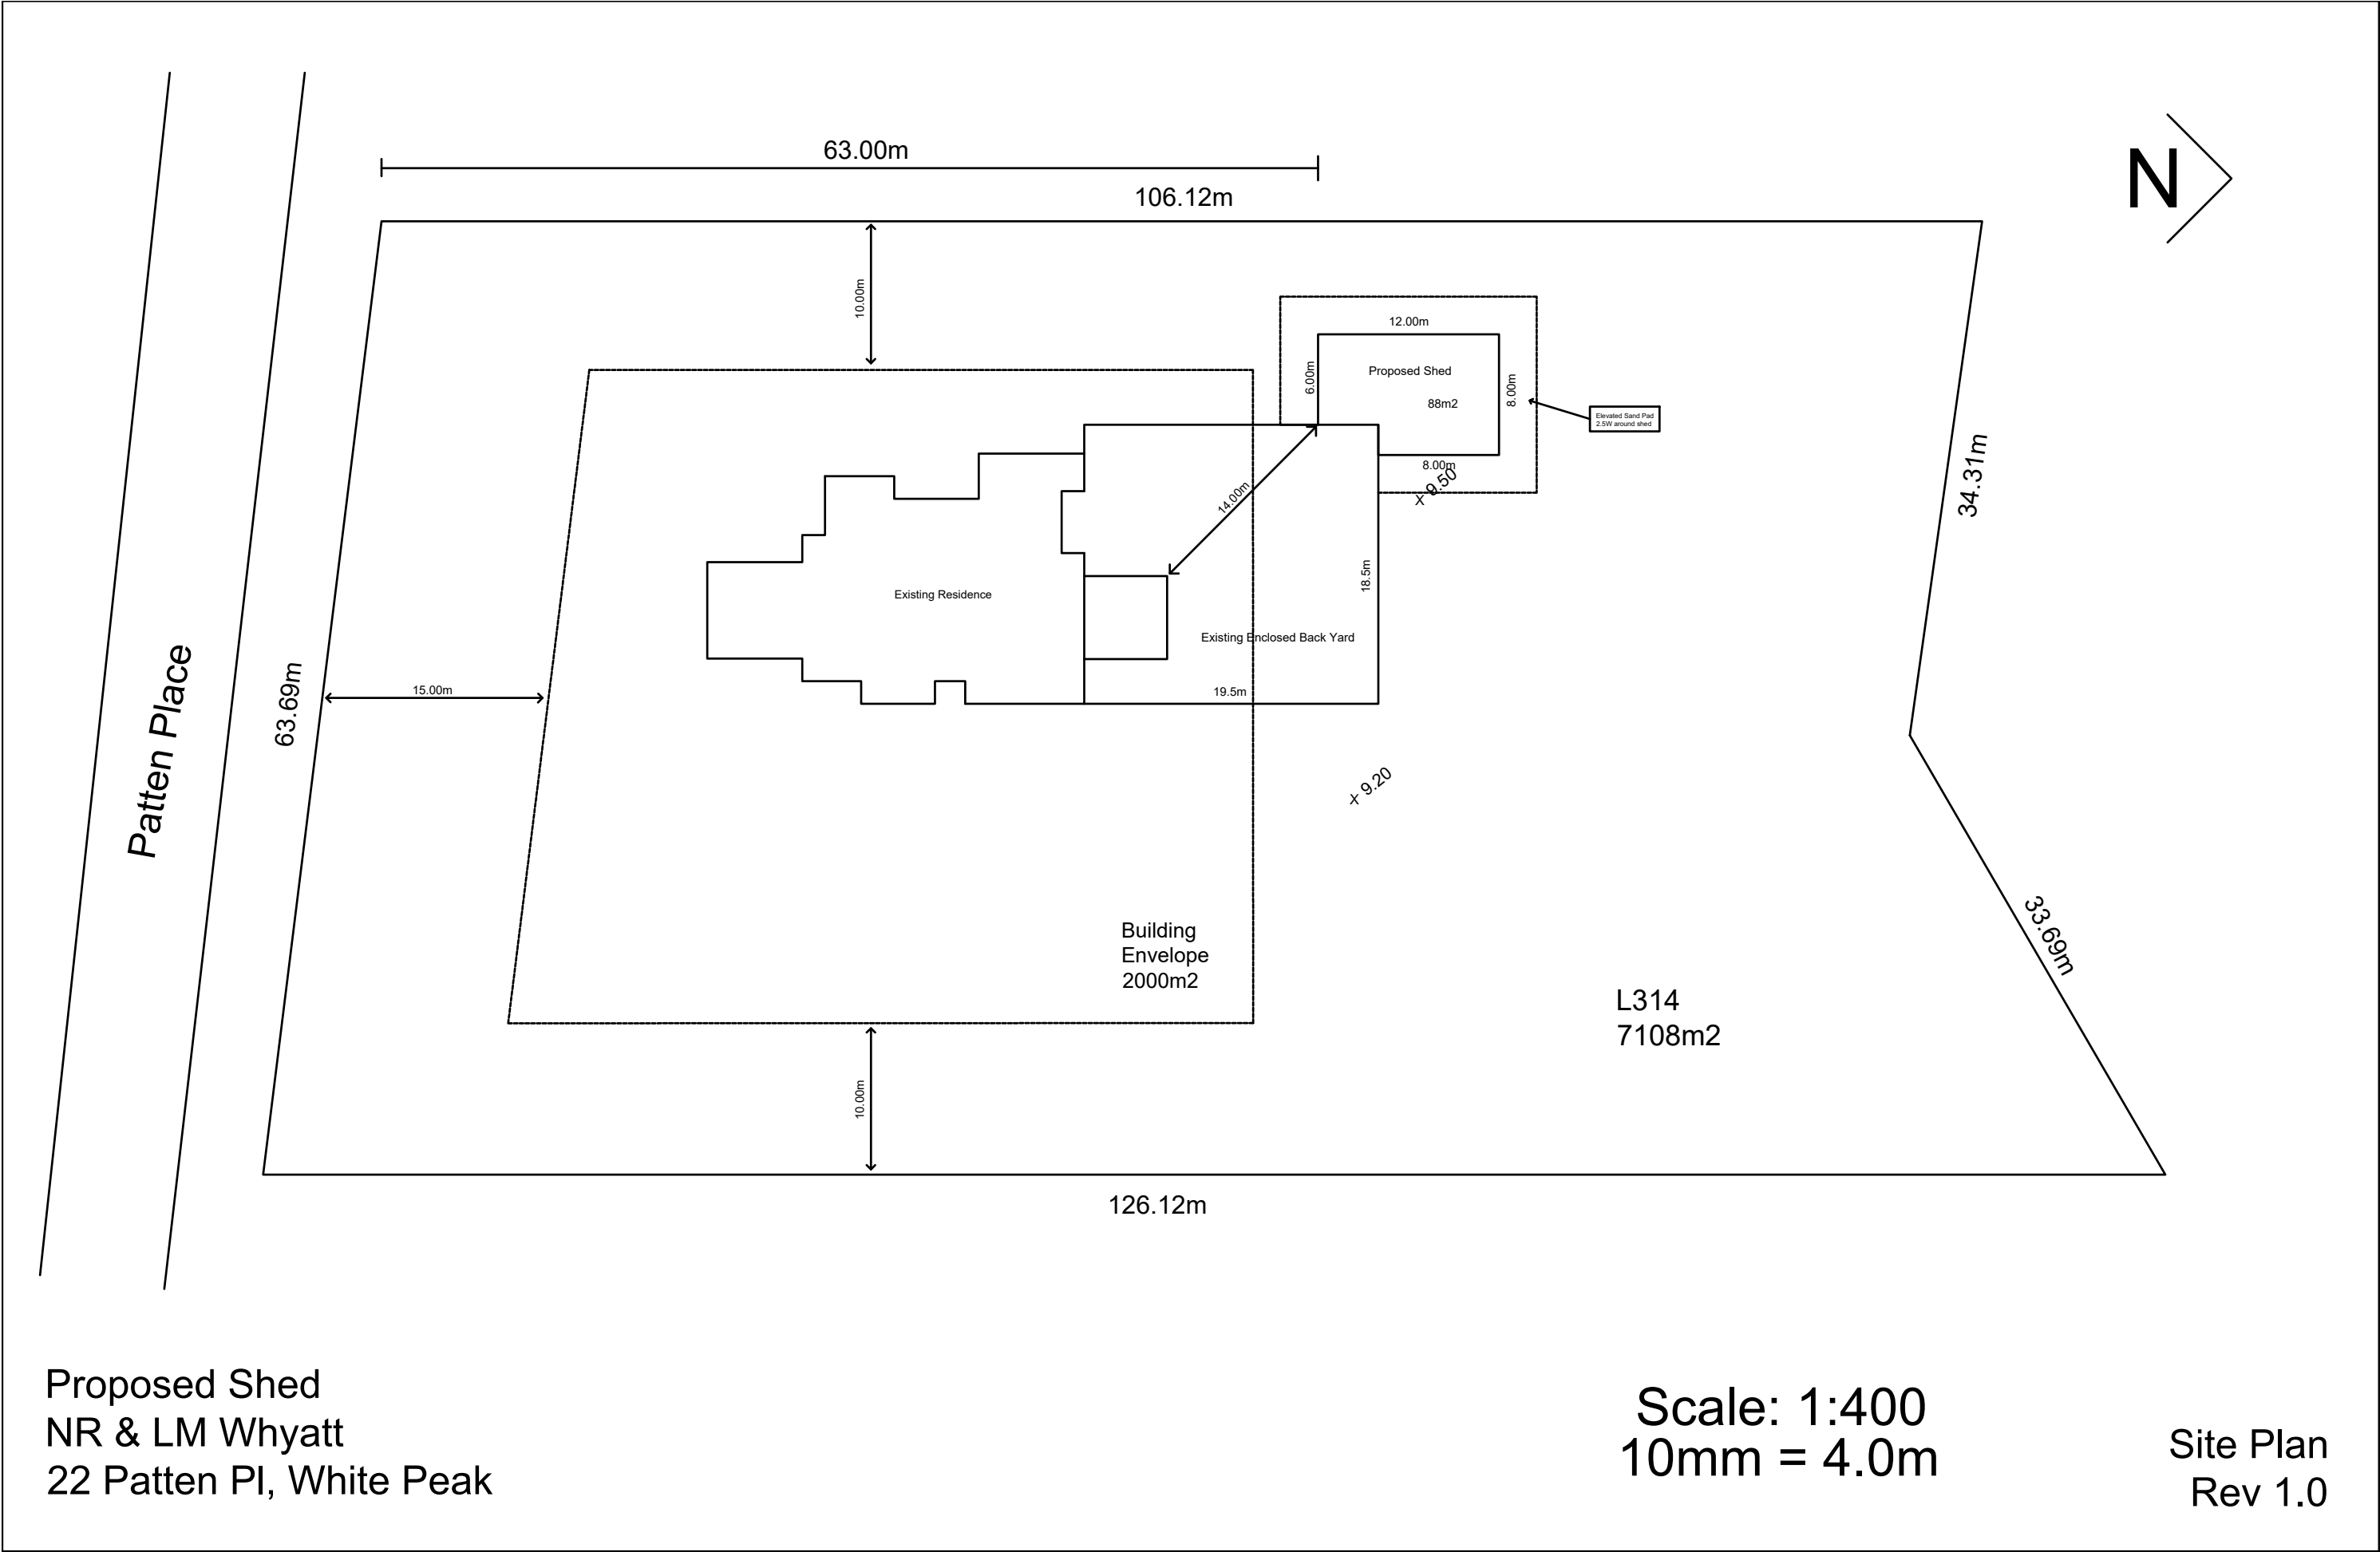 63.00m
106.12m
N
10.00m
12.00m
6.00m
Proposed Shed
88m2
8.00m
Elevated Sand Pad
2.5W around shed
8.00m
X 9.50
14.00m
34.31m
18.5m
Existing Residence
Existing Enclosed Back Yard
Patten Place
63.69m
15.00m
19.5m
X 9.20
Building
Envelope
2000m2
33.69m
L314
7108m2
10.00m
126.12m
Proposed Shed
NR & LM Whyatt
22 Patten Pl, White Peak
Scale: 1:400
10mm = 4.0m
Site Plan
Rev 1.0